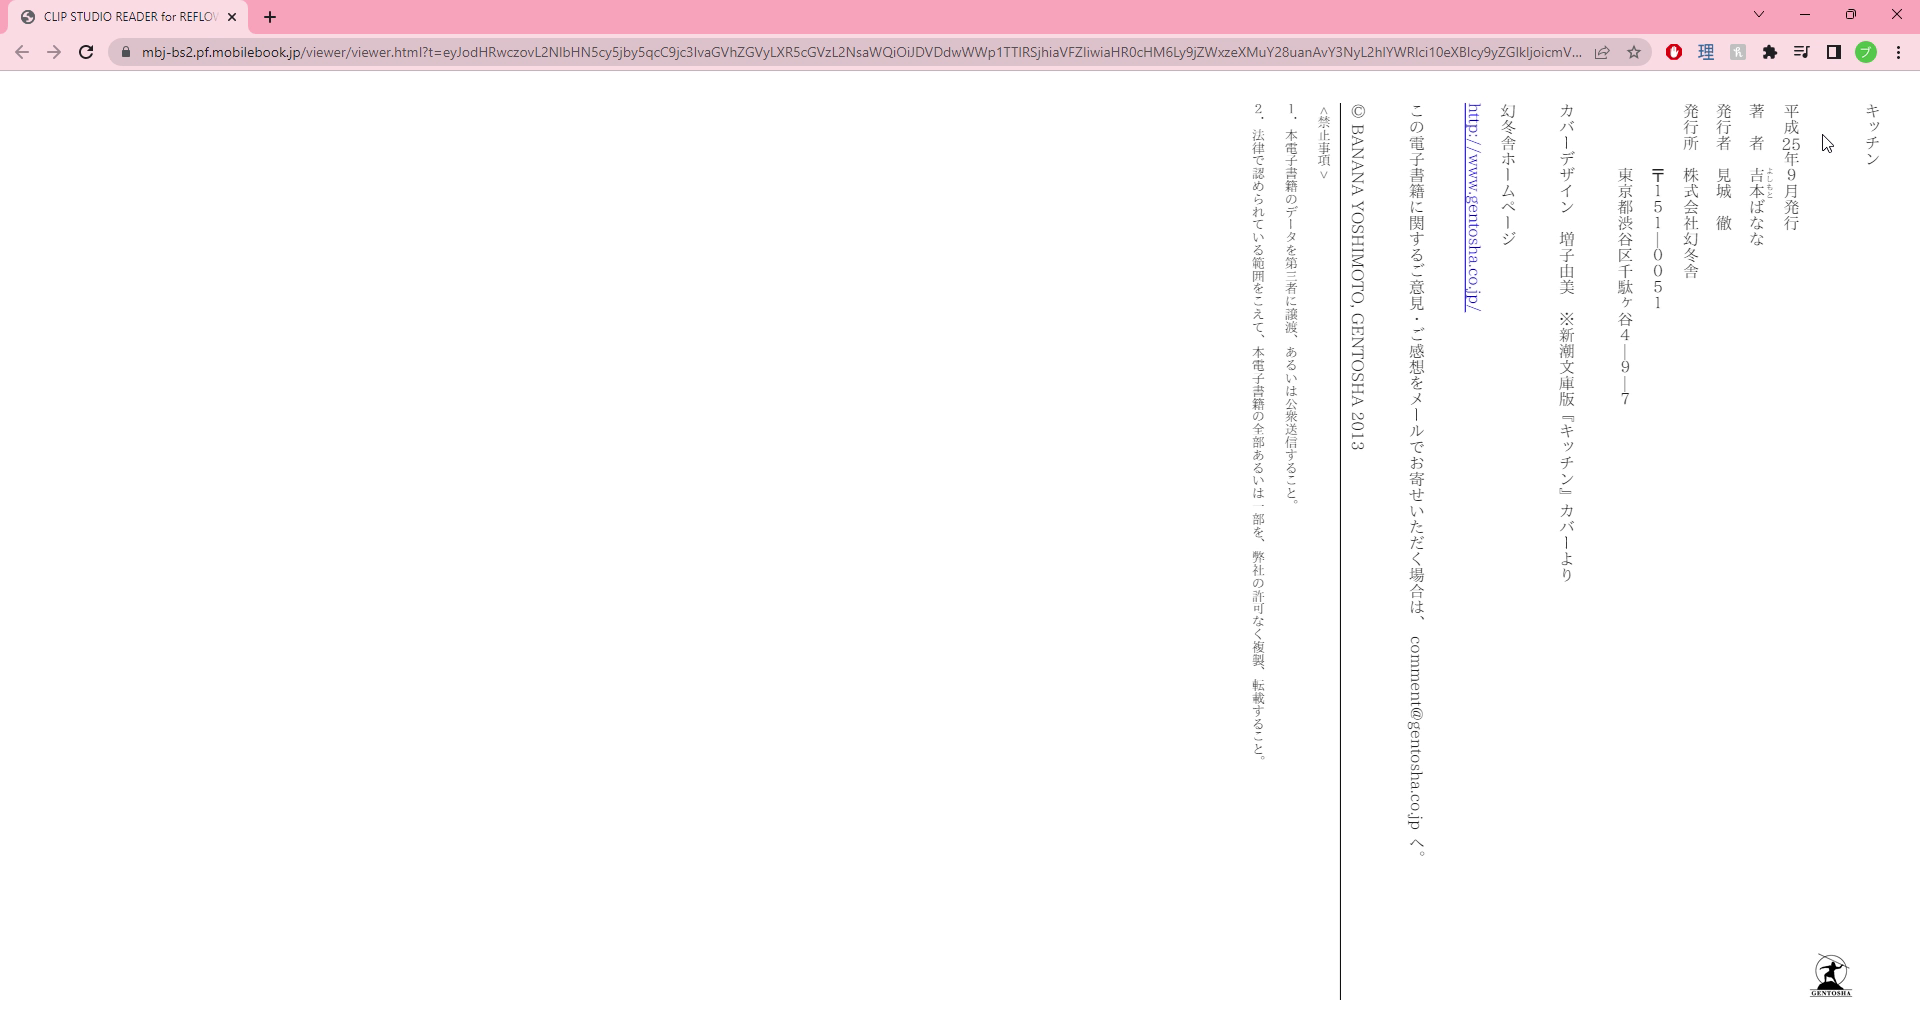 CLIP STUDIO READER for REFLOW
mbj-bs2.pf.mobilebook.jp/viewer/viewer.html?t=eyJodHRwczovL2NlbHN5cy5jby5qcC9jc3IvaGVhZGVyLXR5cGVzL2NsaWQiOiJDVDdwWWp1TTlRSjhiaVFZIiwiaHR0cHM6Ly9jZWxzeXMuY28uanAvY3NyL2hlYWRlci10eXBlcy9yZGlkIjoicmV...
理
プ
キッチン
平成25年9月発行
著　者　吉本ばなな
よしもと
発行者　見城　徹
発行所　株式会社幻冬舎
〒151―0051
東京都渋谷区千駄ヶ谷4―9―7
カバーデザイン　増子由美　※新潮文庫版『キッチン』カバーより
幻冬舎ホームページ
http://www.gentosha.co.jp/
この電子書籍に関するご意見・ご感想をメールでお寄せいただく場合は、comment@gentosha.co.jp へ。
© BANANA YOSHIMOTO, GENTOSHA 2013
<禁止事項>
1．本電子書籍のデータを第三者に譲渡、あるいは公衆送信すること。
2．法律で認められている範囲をこえて、本電子書籍の全部あるいは一部を、弊社の許可なく複製、転載すること。
GENTOSHA